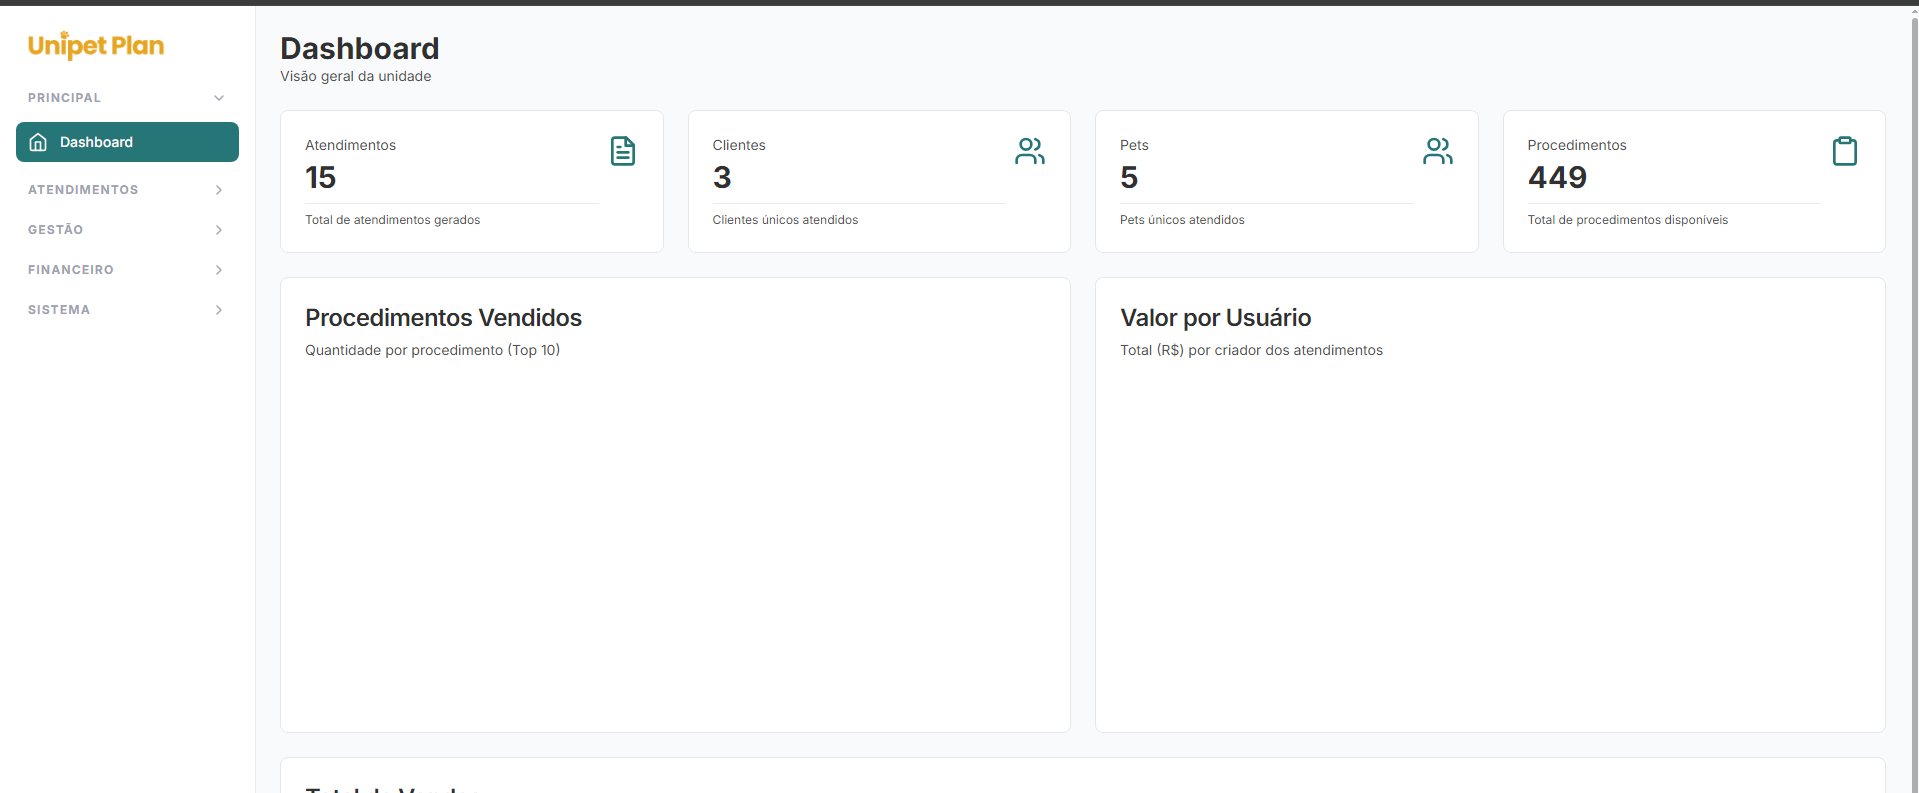 Unipet Plan
PRINCIPAL
Dashboard
ATENDIMENTOS
GESTÃO
FINANCEIRO
SISTEMA
Dashboard
Visão geral da unidade
Atendimentos
15
Total de atendimentos gerados
Clientes
3
Clientes únicos atendidos
Pets
5
Pets únicos atendidos
Procedimentos
449
Total de procedimentos disponíveis
Procedimentos Vendidos
Quantidade por procedimento (Top 10)
Valor por Usuário
Total (R$) por criador dos atendimentos